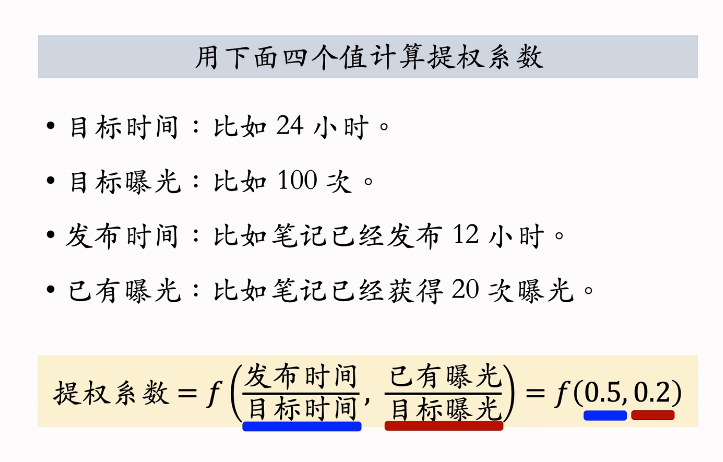 用下面四个值计算提权系数
• 目标时间：比如 24 小时。
• 目标曝光：比如 100 次。
• 发布时间：比如笔记已经发布 12 小时。
• 已有曝光：比如笔记已经获得 20 次曝光。
提权系数 = f(发布时间/目标时间, 已有曝光/目标曝光) = f(0.5, 0.2)